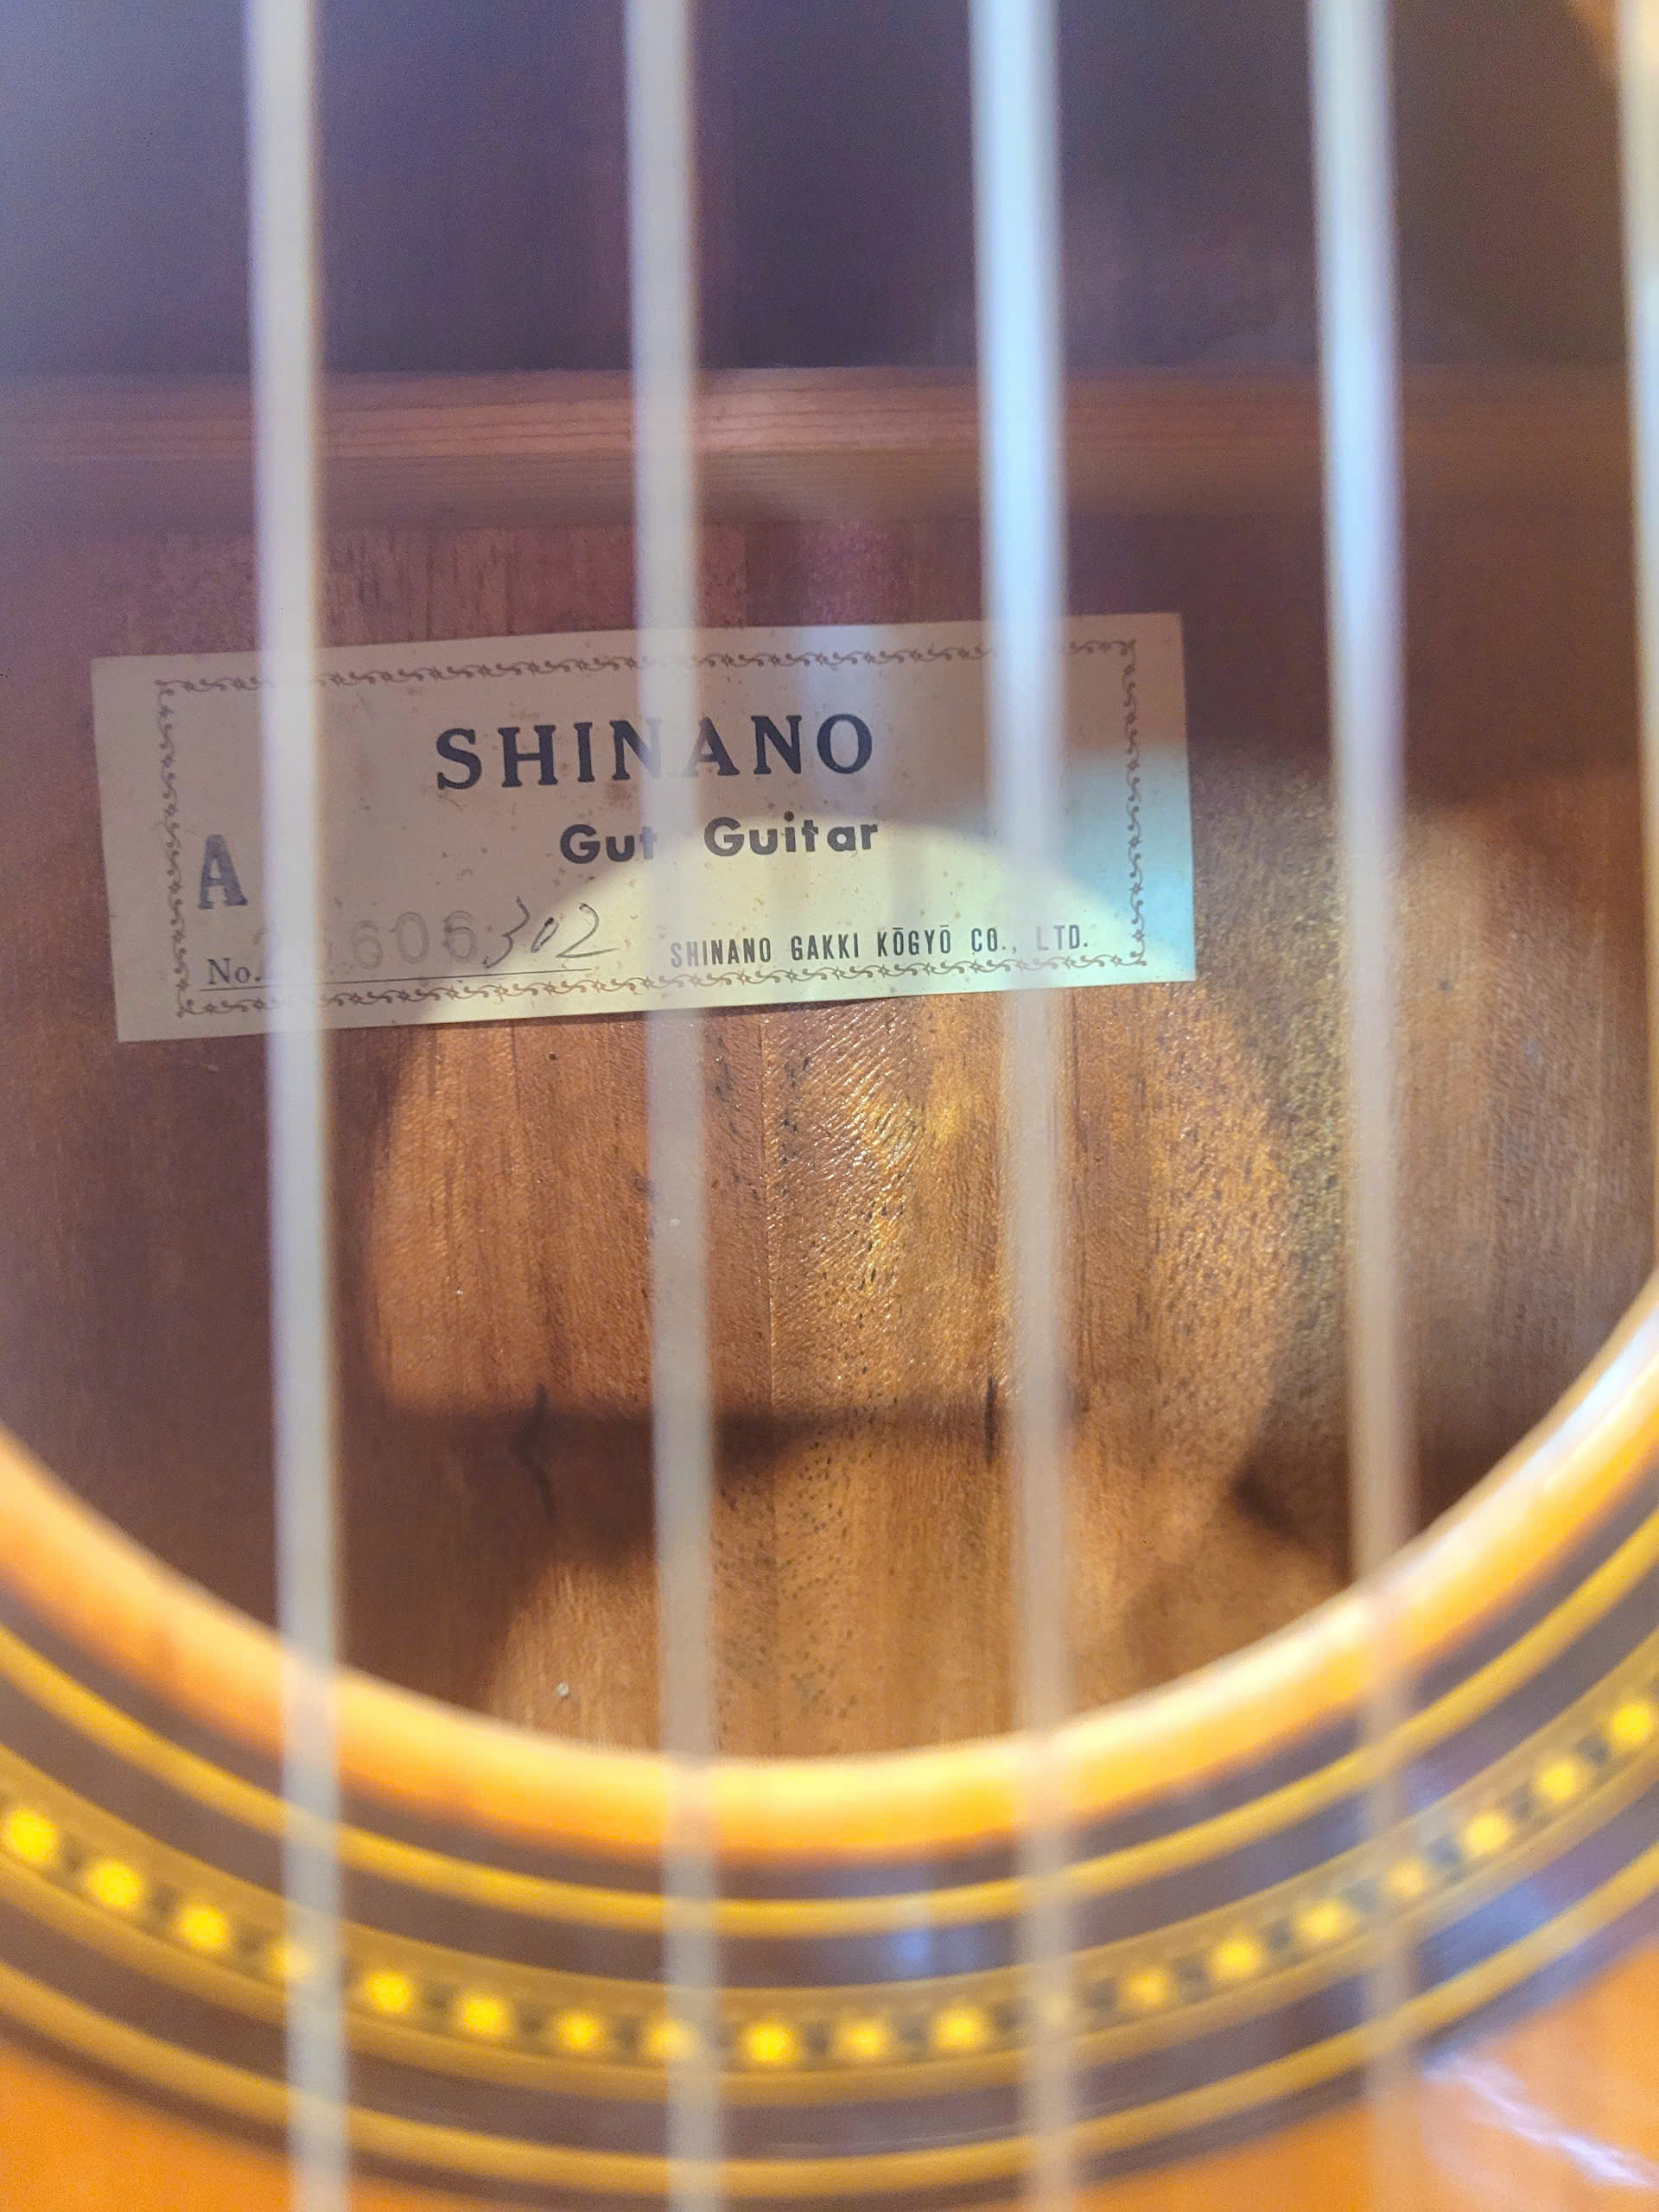 SHINANO
Gut Guitar
A
No. 606302
SHINANO GAKKI KŌGYŌ CO., LTD.